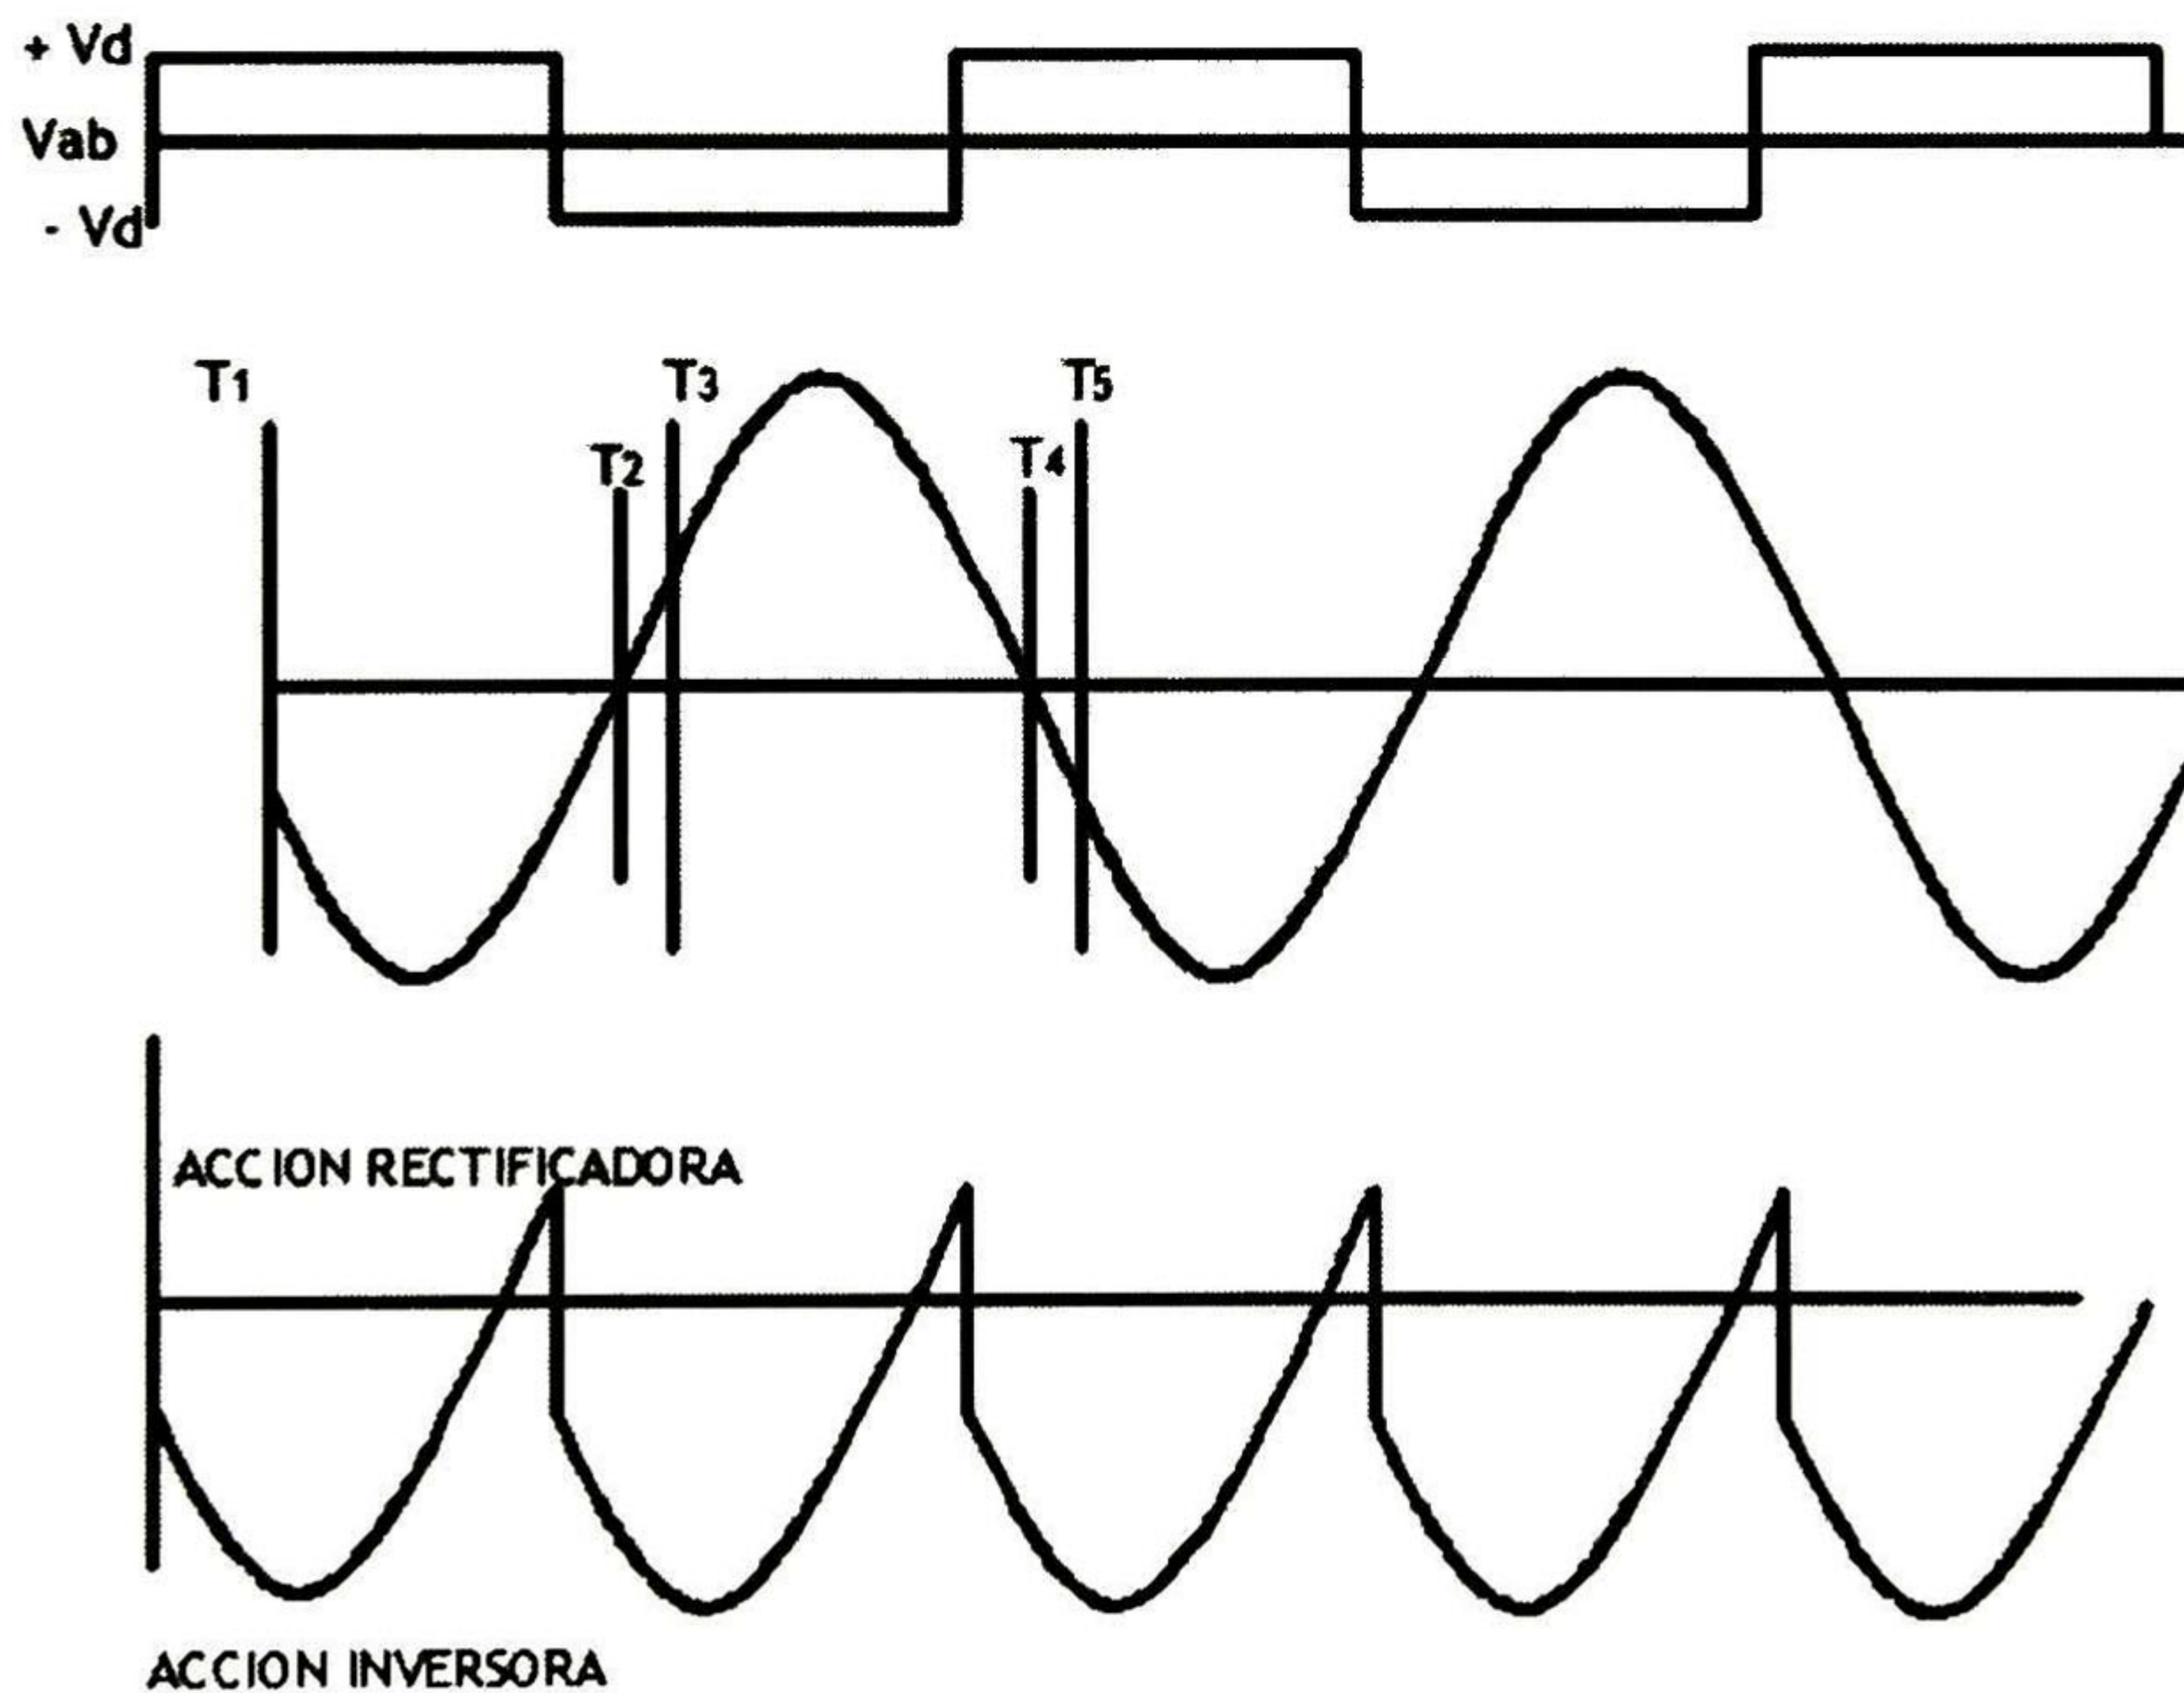 + Vd
Vab
- Vd
T1
T3
T5
T2
T4
ACCION RECTIFICADORA
ACCION INVERSORA